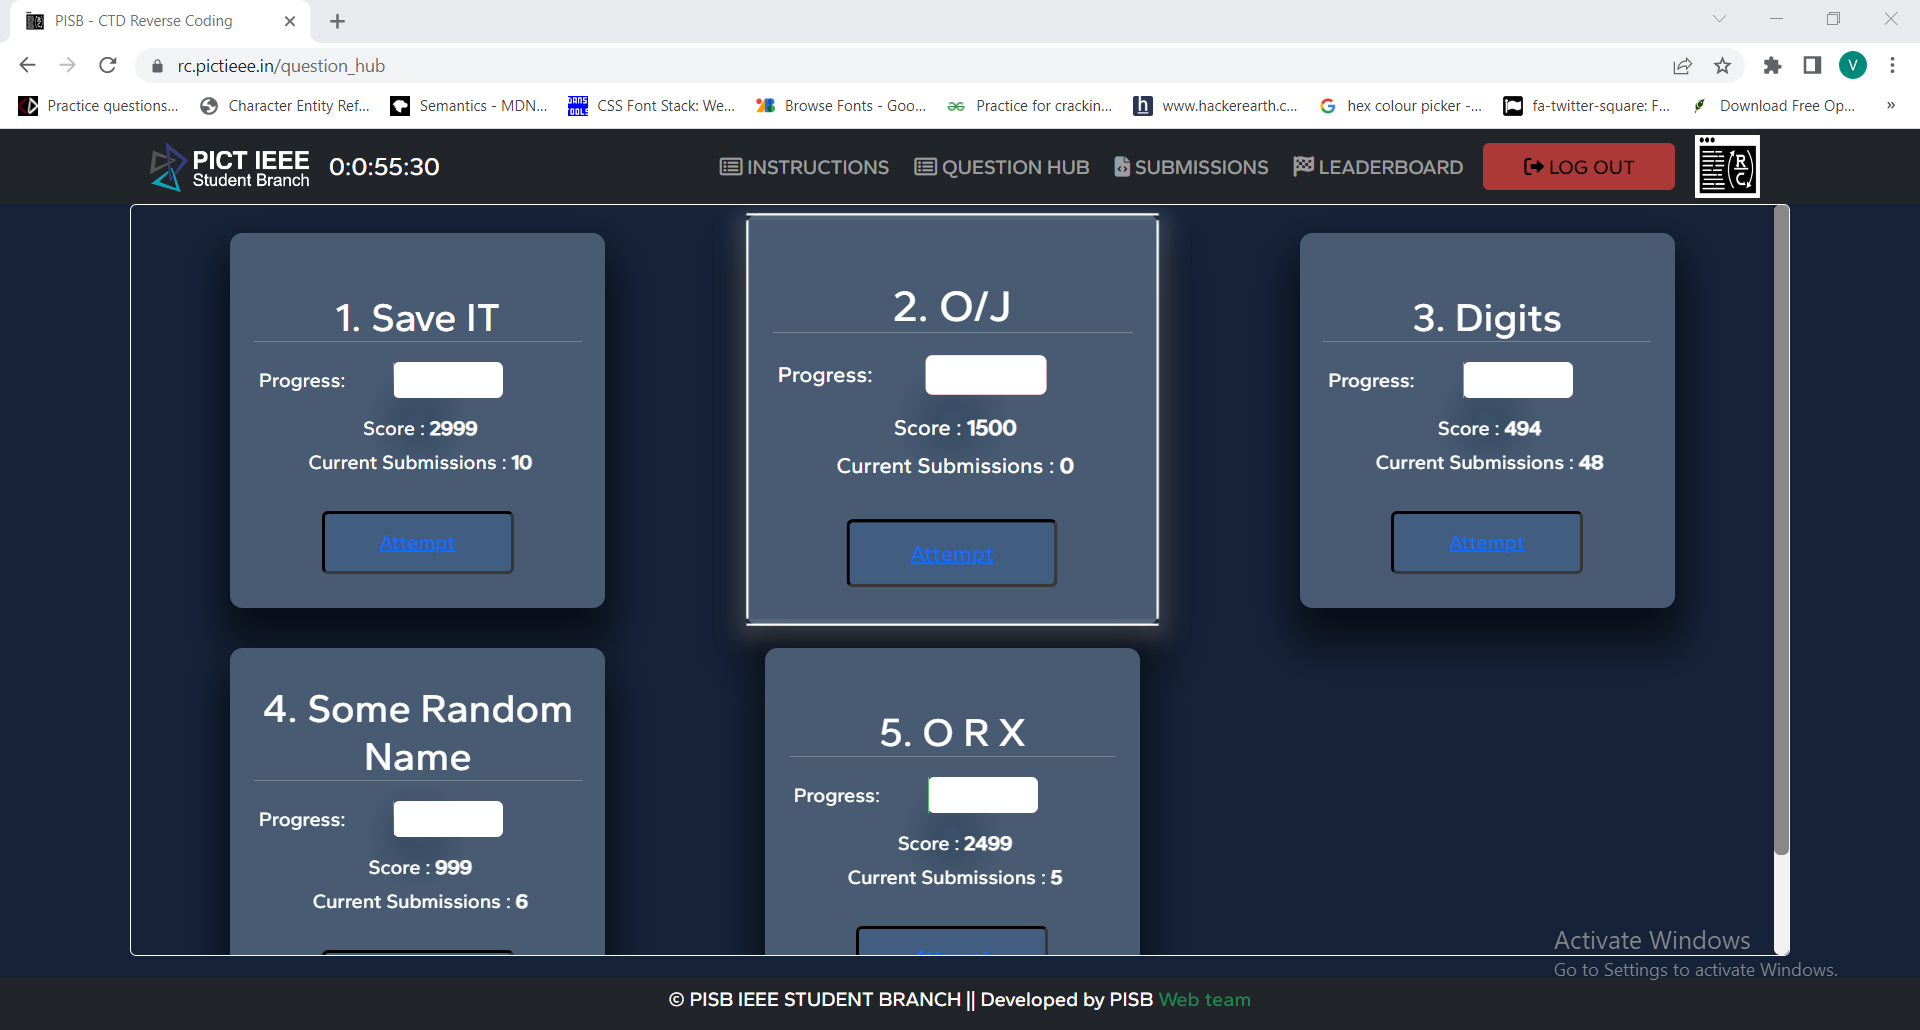 PISB - CTD Reverse Coding
rc.pictieee.in/question_hub
V
Practice questions...
Character Entity Ref...
Semantics - MDN...
DANS TOOLS
CSS Font Stack: We...
Browse Fonts - Goo...
Practice for crackin...
h
www.hackerearth.c...
hex colour picker -...
fa-twitter-square: F...
Download Free Op...
»
PICT IEEE
Student Branch
0:0:55:30
INSTRUCTIONS
QUESTION HUB
SUBMISSIONS
LEADERBOARD
LOG OUT
R
C
1. Save IT
Progress:
Score : 2999
Current Submissions : 10
Attempt
2. O/J
Progress:
Score : 1500
Current Submissions : 0
Attempt
3. Digits
Progress:
Score : 494
Current Submissions : 48
Attempt
4. Some Random
Name
Progress:
Score : 999
Current Submissions : 6
5. O R X
Progress:
Score : 2499
Current Submissions : 5
Attempt
Activate Windows
Go to Settings to activate Windows.
© PISB IEEE STUDENT BRANCH || Developed by PISB Web team